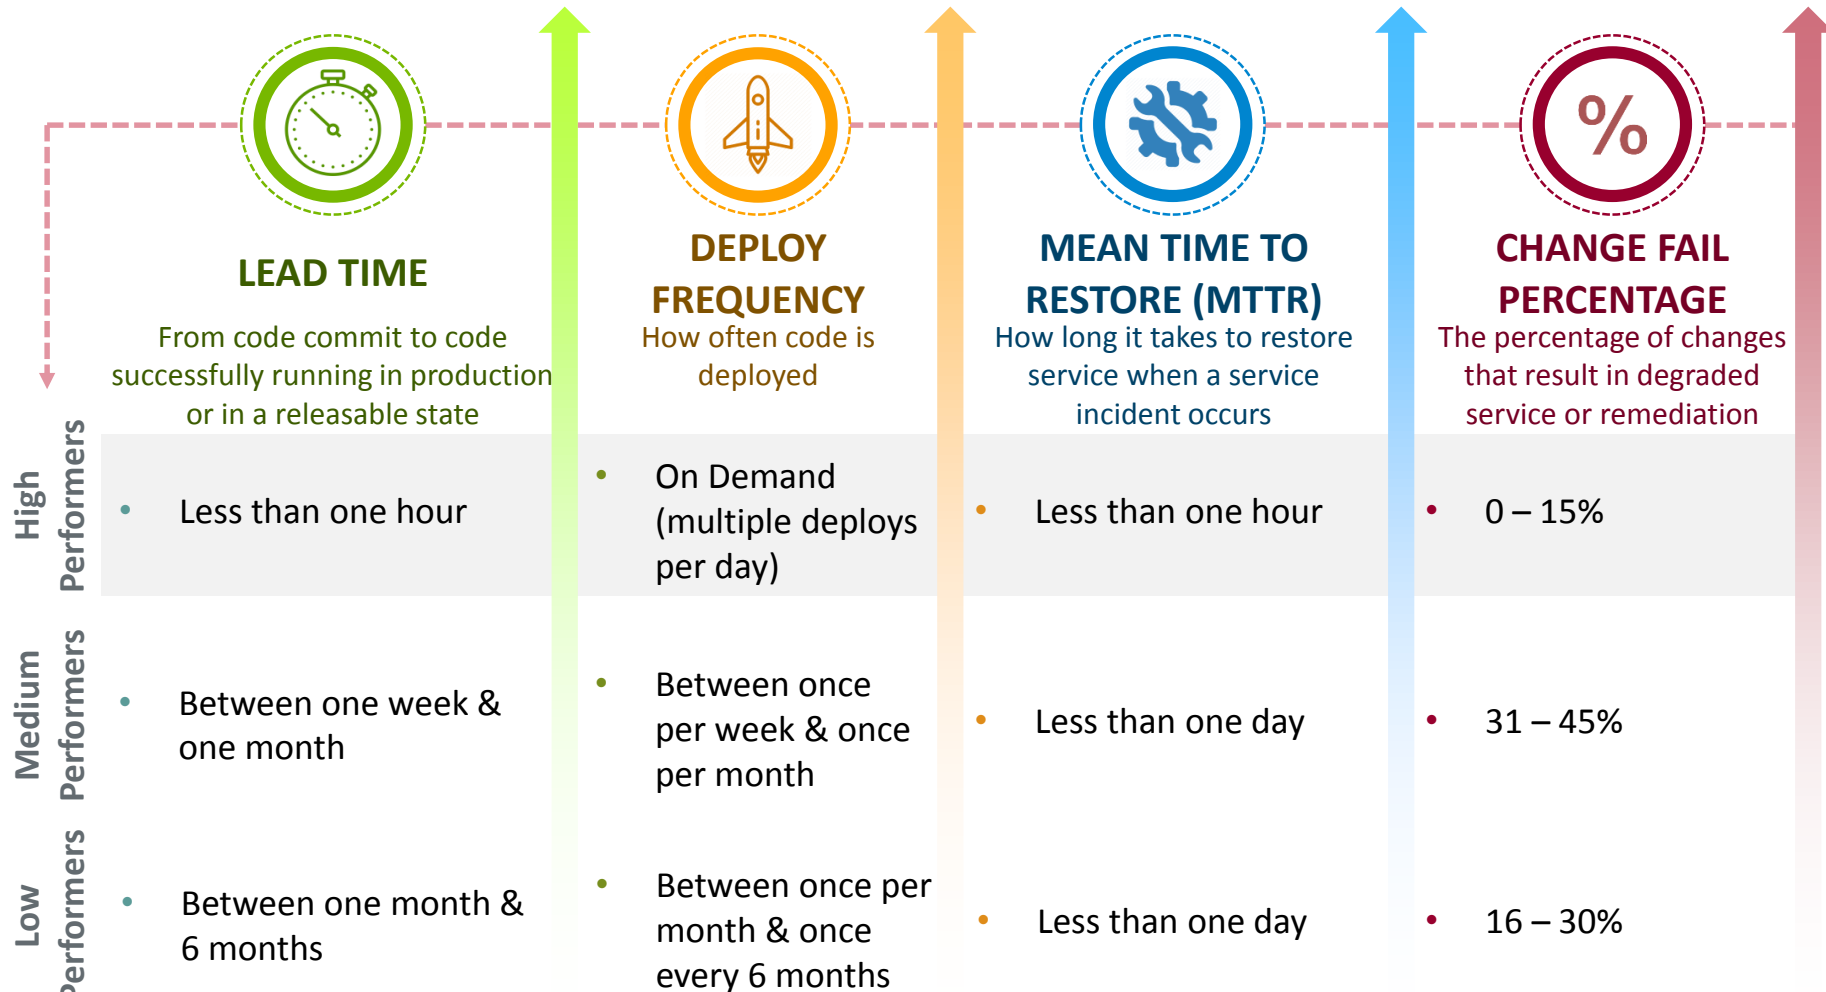 %
LEAD TIME
From code commit to code
successfully running in production
or in a releasable state
DEPLOY
FREQUENCY
How often code is
deployed
MEAN TIME TO
RESTORE (MTTR)
How long it takes to restore
service when a service
incident occurs
CHANGE FAIL
PERCENTAGE
The percentage of changes
that result in degraded
service or remediation
High
Performers
• Less than one hour
• On Demand
(multiple deploys
per day)
• Less than one hour
• 0 – 15%
Medium
Performers
• Between one week &
one month
• Between once
per week & once
per month
• Less than one day
• 31 – 45%
Low
Performers
• Between one month &
6 months
• Between once per
month & once
every 6 months
• Less than one day
• 16 – 30%